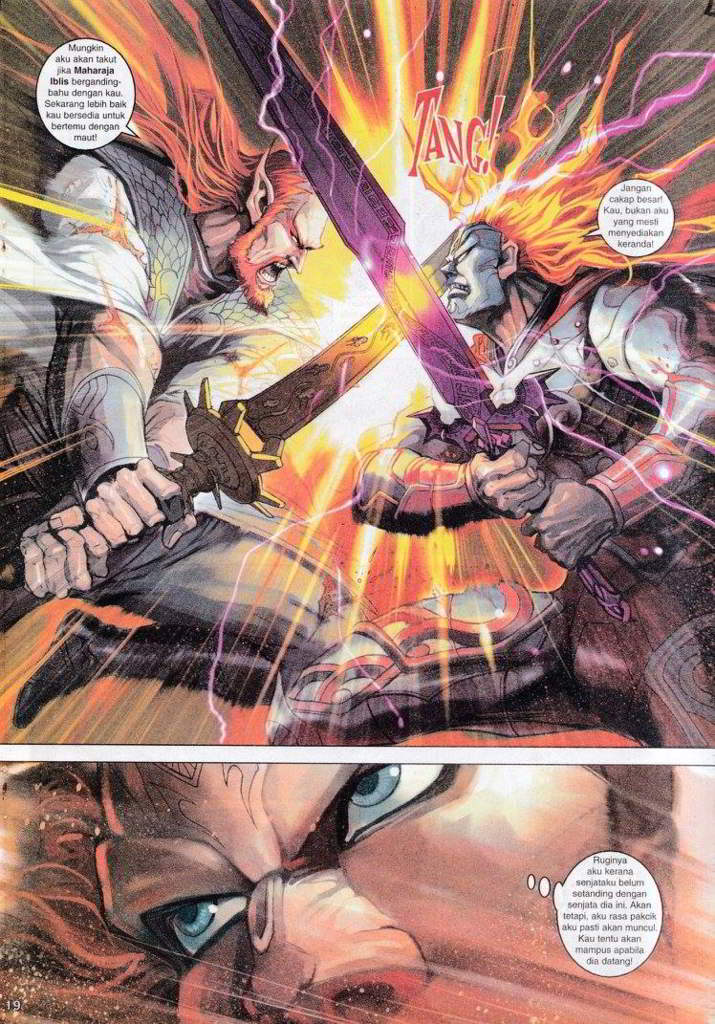 Mungkin
aku akan takut
jika Maharaja
Iblis berganding-
bahu dengan kau.
Sekarang lebih baik
kau bersedia untuk
bertemu dengan
maut!
TANG!
Jangan
cakap besar!
Kau, bukan aku
yang mesti
menyediakan
keranda!
Ruginya
aku kerana
senjataku belum
setanding dengan
senjata dia ini. Akan
tetapi, aku rasa pakcik
aku pasti akan muncul.
Kau tentu akan
mampus apabila
dia datang!
19